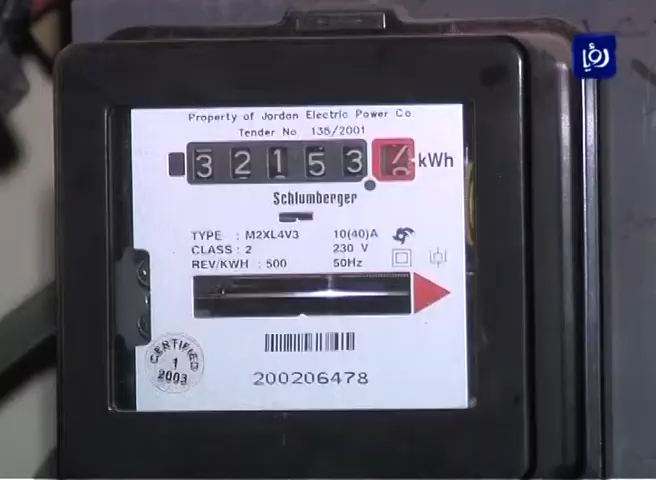 رؤيا
Property of Jordan Electric Power Co.
Tender No 135/2001
32153 kWh
Schlumberger
TYPE : M2XL4V3 10(40)A
CLASS : 2 230 V
REV/KWH : 500 50Hz
CERTIFIED
1
2003
200206478